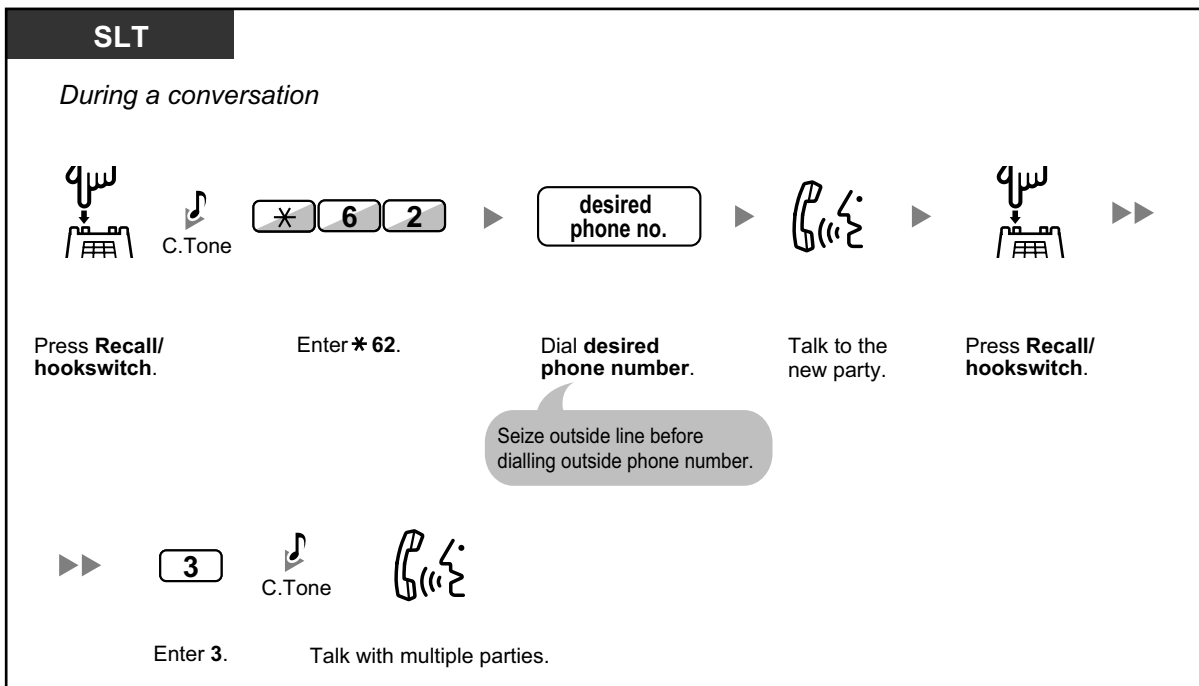 SLT
During a conversation
C.Tone
* 6 2
desired
phone no.
Press Recall/
hookswitch.
Enter * 62.
Dial desired
phone number.
Talk to the
new party.
Press Recall/
hookswitch.
Seize outside line before
dialling outside phone number.
3
C.Tone
Enter 3.
Talk with multiple parties.